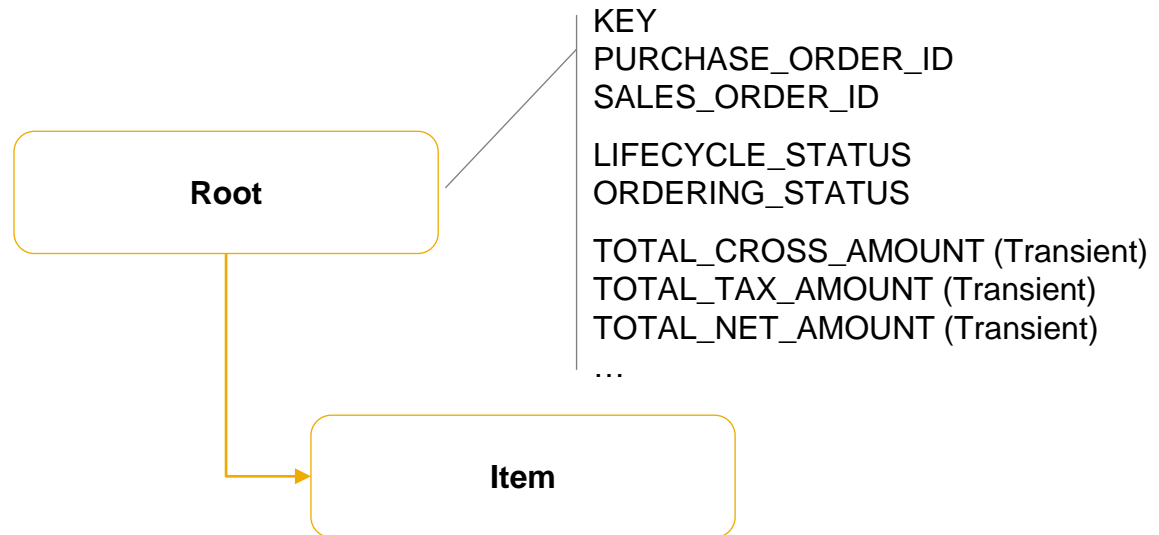 KEY
PURCHASE_ORDER_ID
SALES_ORDER_ID
LIFECYCLE_STATUS
ORDERING_STATUS
Root
TOTAL_CROSS_AMOUNT (Transient)
TOTAL_TAX_AMOUNT (Transient)
TOTAL_NET_AMOUNT (Transient)
…
Item